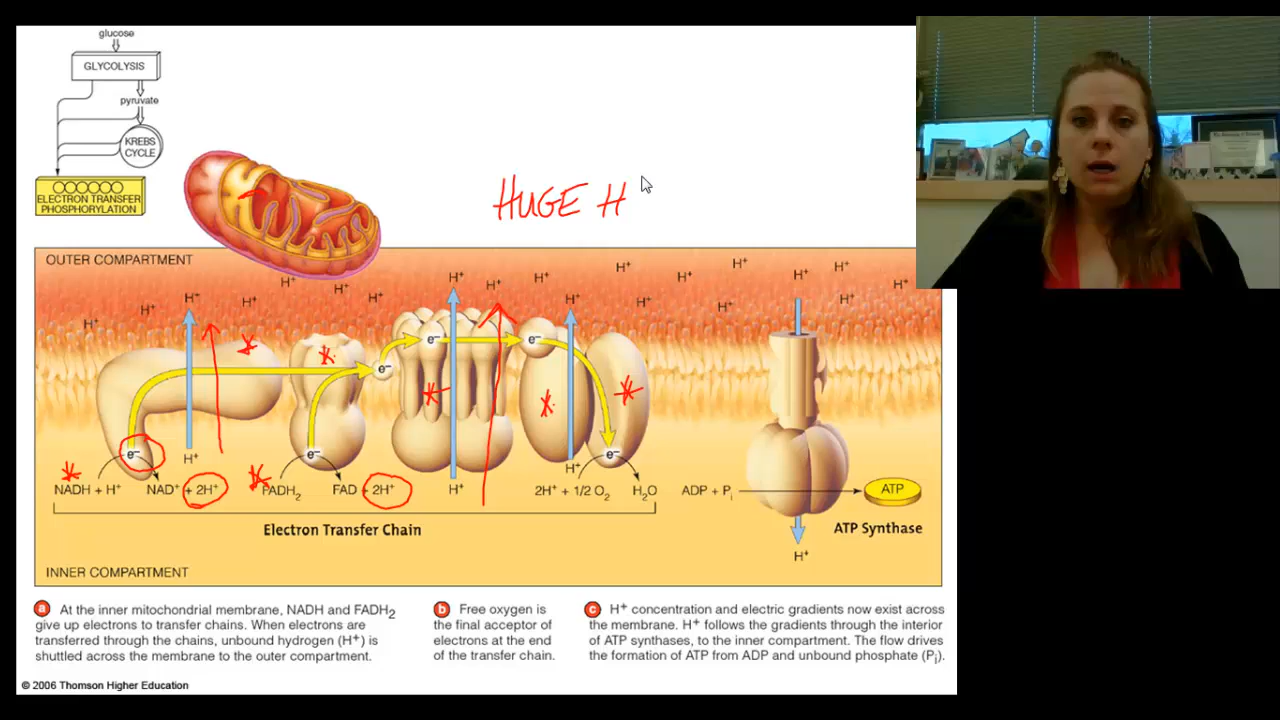 glucose
GLYCOLYSIS
pyruvate
KREBS
CYCLE
ELECTRON TRANSFER
PHOSPHORYLATION
HUGE H
OUTER COMPARTMENT
H⁺ H⁺ H⁺ H⁺ H⁺ H⁺ H⁺ H⁺ H⁺ H⁺ H⁺ H⁺ H⁺ H⁺ H⁺ H⁺ H⁺ H⁺ H⁺
e⁻ e⁻
e⁻
e⁻ e⁻ e⁻
H⁺ H⁺
NADH + H⁺ NAD⁺ + 2H⁺ FADH₂ FAD + 2H⁺ H⁺ 2H⁺ + 1/2 O₂ H₂O ADP + Pᵢ ATP
Electron Transfer Chain
ATP Synthase
H⁺
INNER COMPARTMENT
a At the inner mitochondrial membrane, NADH and FADH₂
give up electrons to transfer chains. When electrons are
transferred through the chains, unbound hydrogen (H⁺) is
shuttled across the membrane to the outer compartment.
b Free oxygen is
the final acceptor of
electrons at the end
of the transfer chain.
c H⁺ concentration and electric gradients now exist across
the membrane. H⁺ follows the gradients through the interior
of ATP synthases, to the inner compartment. The flow drives
the formation of ATP from ADP and unbound phosphate (Pᵢ).
© 2006 Thomson Higher Education